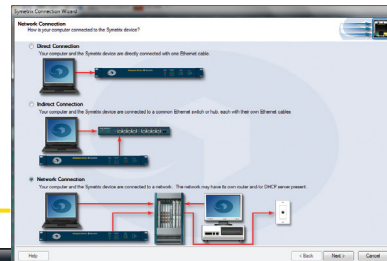 Symetrix Connection Wizard
Network Connection
How is your computer connected to the Symetrix device?
Direct Connection
Your computer and the Symetrix device are directly connected with one Ethernet cable.
Indirect Connection
Your computer and the Symetrix device are connected to a common Ethernet switch or hub, each with their own Ethernet cables
Network Connection
Your computer and the Symetrix device are connected to a network. The network may have its own router and/or DHCP server present.
Help
< Back
Next >
Cancel